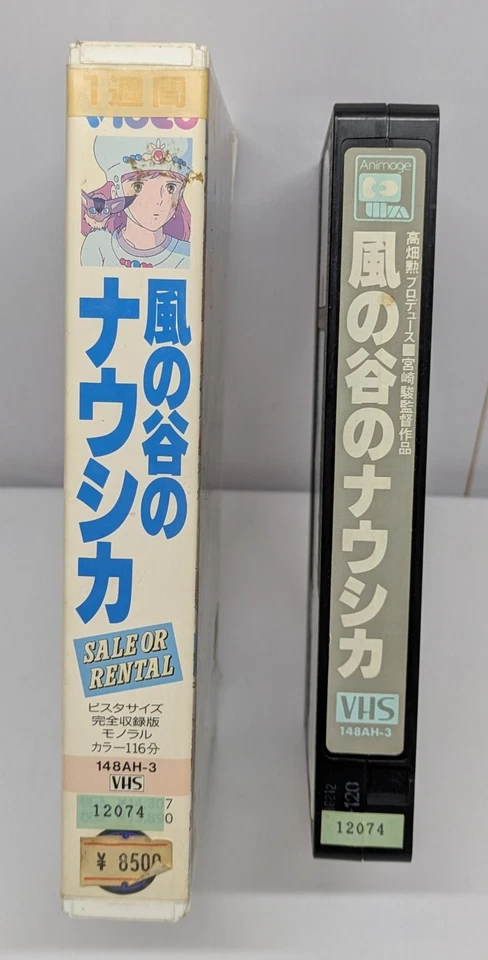 1週間
VIDEO
風の谷の
ナウシカ
SALE OR
RENTAL
ビスタサイズ
完全収録版
モノラル
カラー116分
148AH-3
VHS
12074
¥ 8500
Animage
高畑勲プロデュース■宮崎駿監督作品
風の谷のナウシカ
VHS
148AH-3
-120
12074